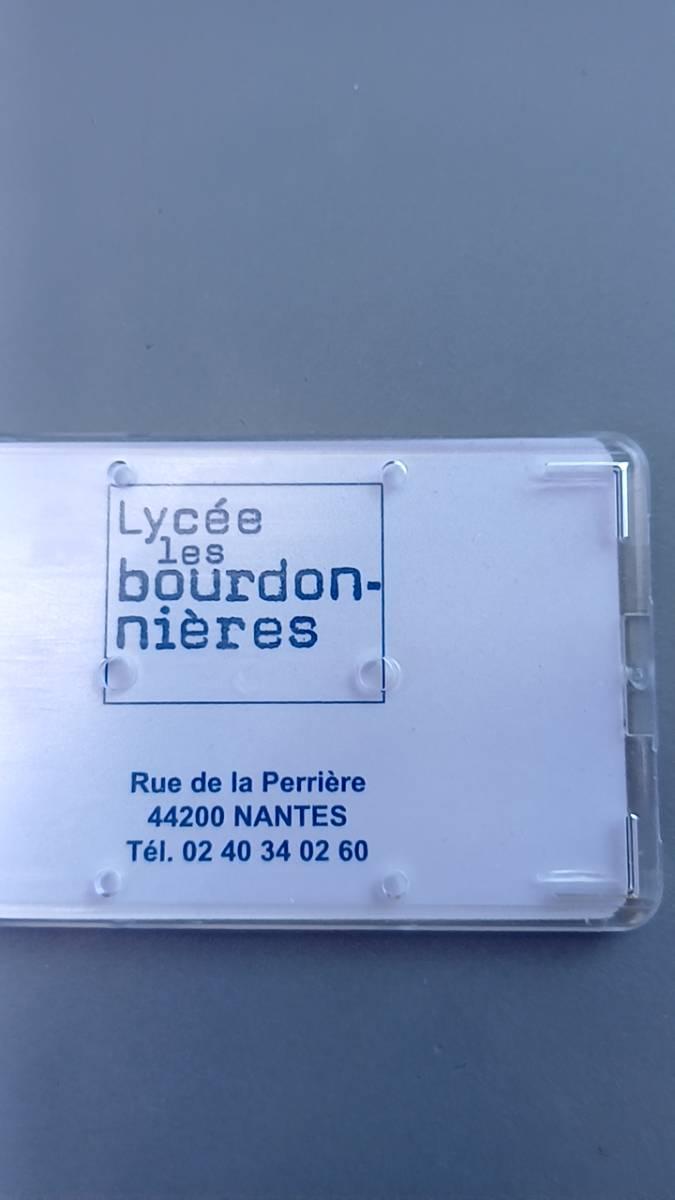 Lycée
les
bourdon-
nières
Rue de la Perrière
44200 NANTES
Tél. 02 40 34 02 60